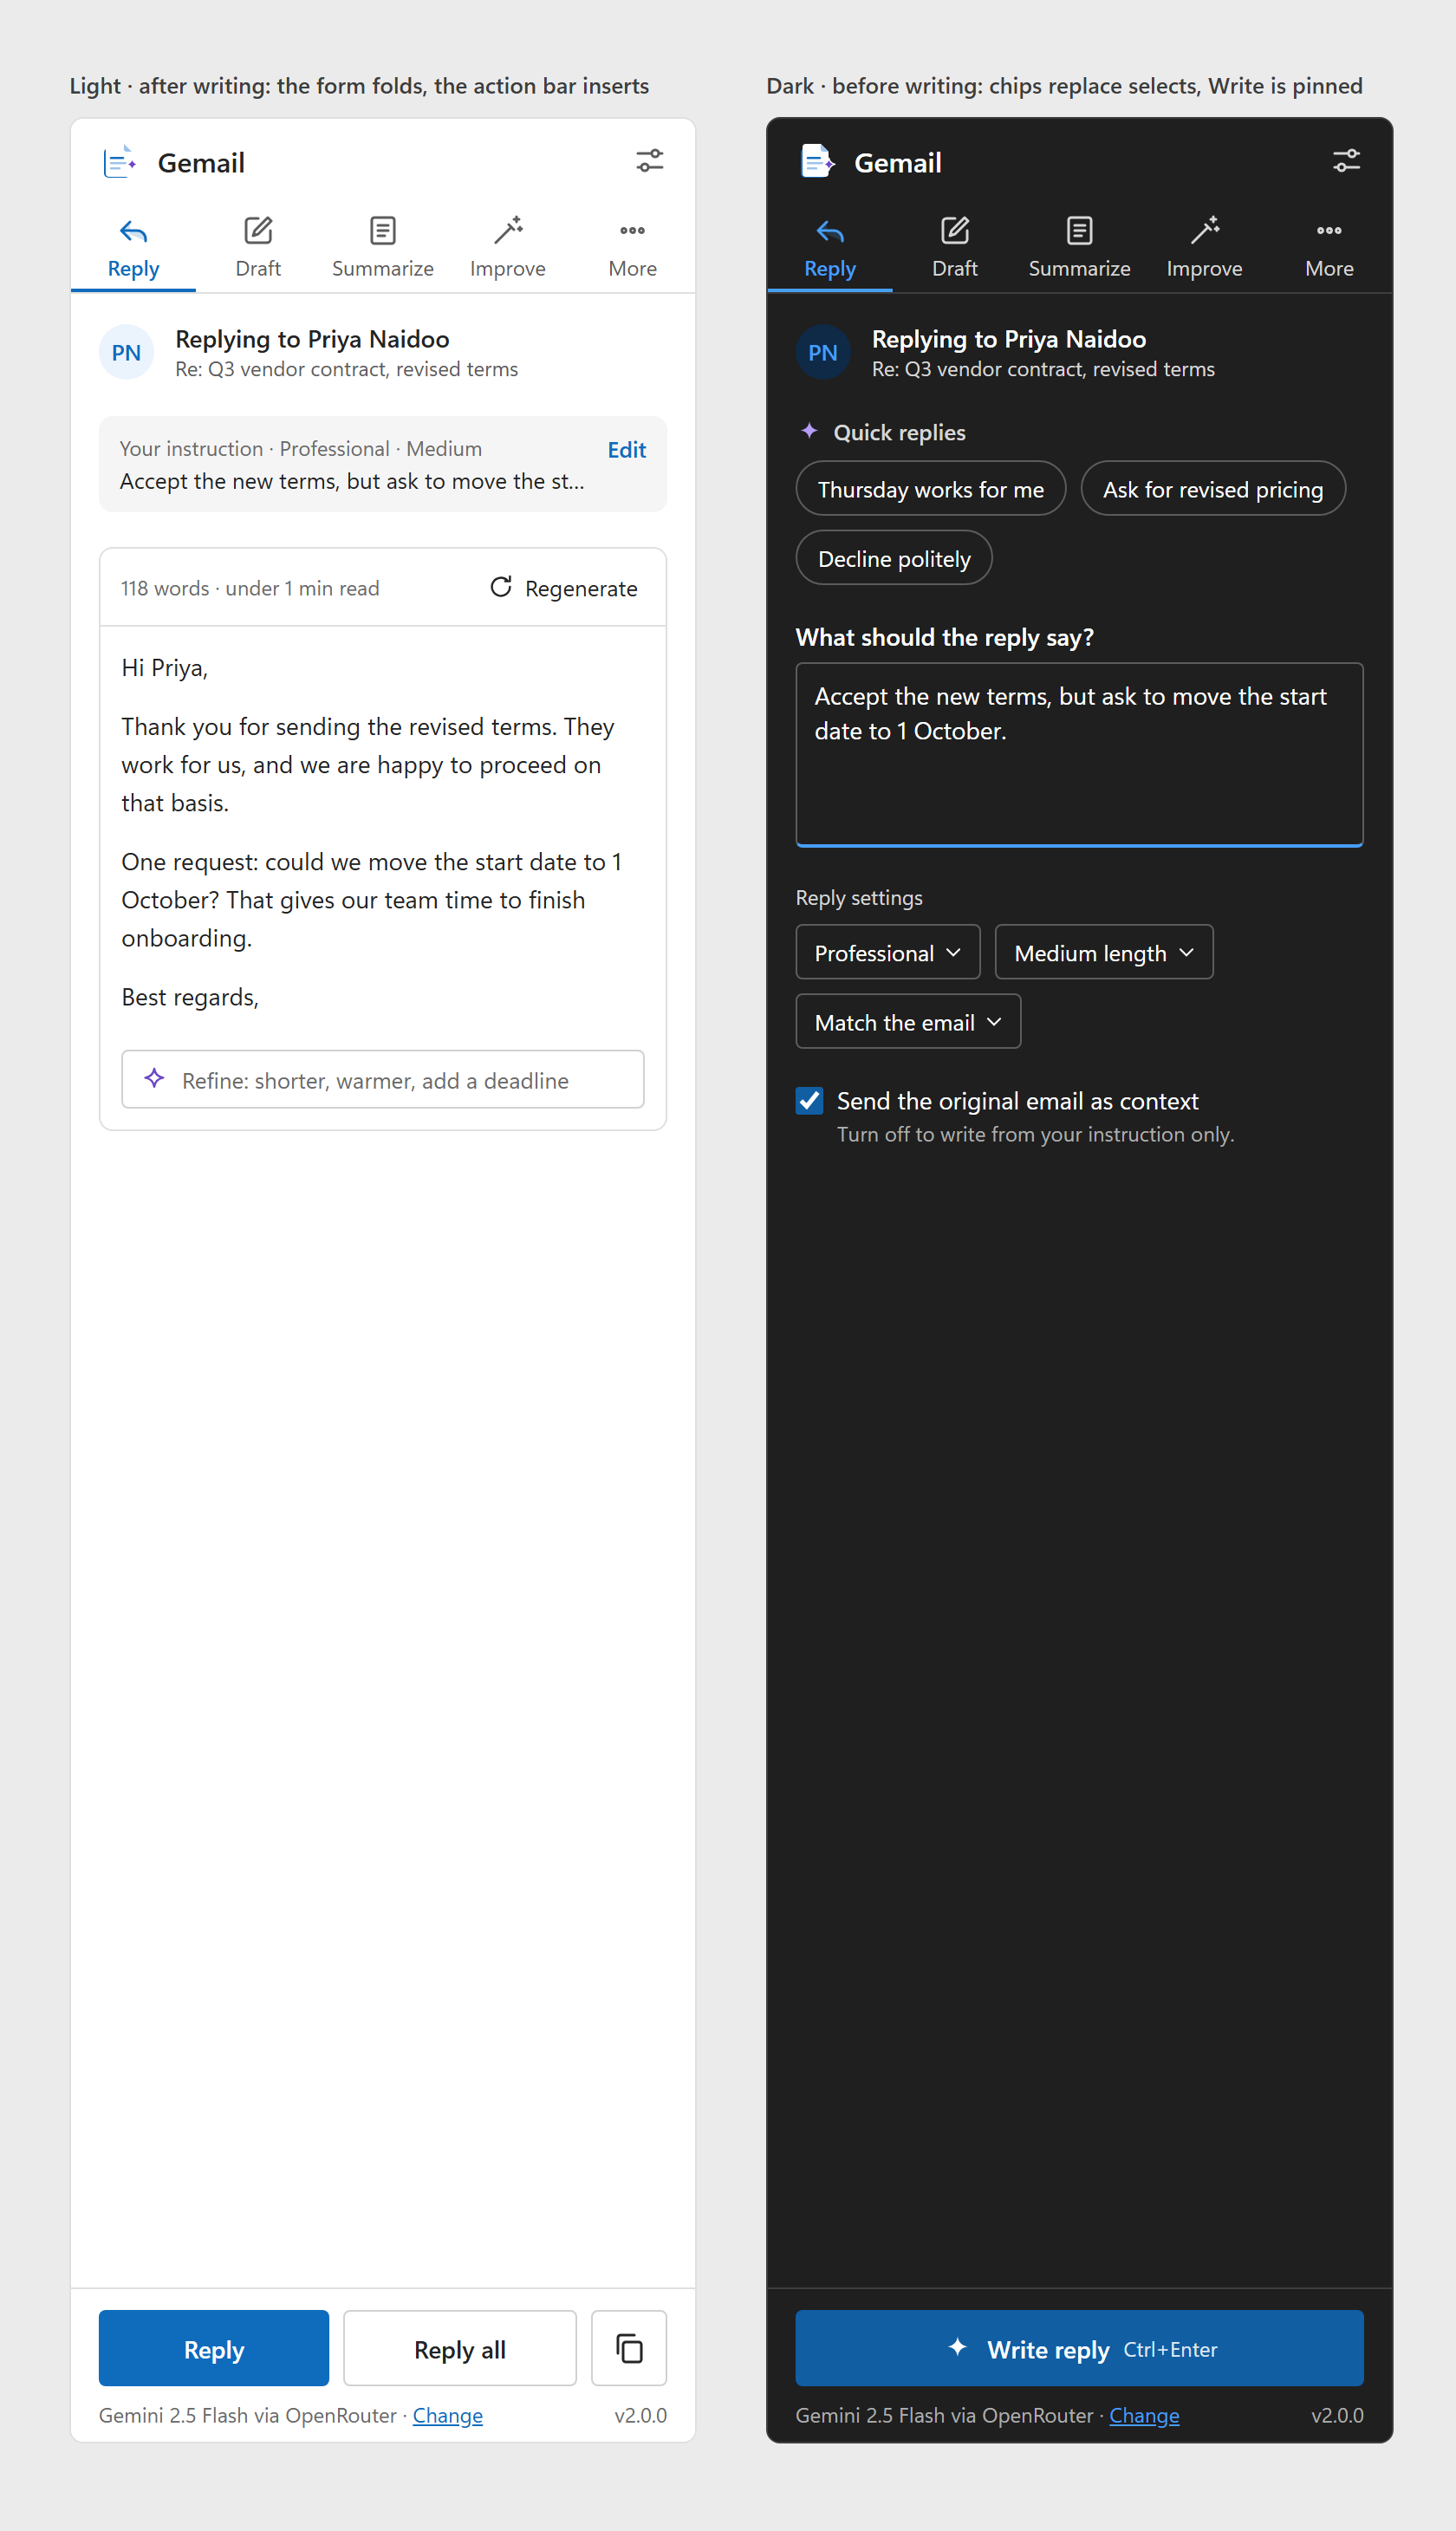 Light · after writing: the form folds, the action bar inserts
Gemail
Reply
Draft
Summarize
Improve
More
PN
Replying to Priya Naidoo
Re: Q3 vendor contract, revised terms
Your instruction · Professional · Medium
Edit
Accept the new terms, but ask to move the st...
118 words · under 1 min read
Regenerate
Hi Priya,
Thank you for sending the revised terms. They
work for us, and we are happy to proceed on
that basis.
One request: could we move the start date to 1
October? That gives our team time to finish
onboarding.
Best regards,
Refine: shorter, warmer, add a deadline
Reply
Reply all
Gemini 2.5 Flash via OpenRouter · Change
v2.0.0
Dark · before writing: chips replace selects, Write is pinned
Gemail
Reply
Draft
Summarize
Improve
More
PN
Replying to Priya Naidoo
Re: Q3 vendor contract, revised terms
Quick replies
Thursday works for me
Ask for revised pricing
Decline politely
What should the reply say?
Accept the new terms, but ask to move the start
date to 1 October.
Reply settings
Professional
Medium length
Match the email
Send the original email as context
Turn off to write from your instruction only.
Write reply Ctrl+Enter
Gemini 2.5 Flash via OpenRouter · Change
v2.0.0